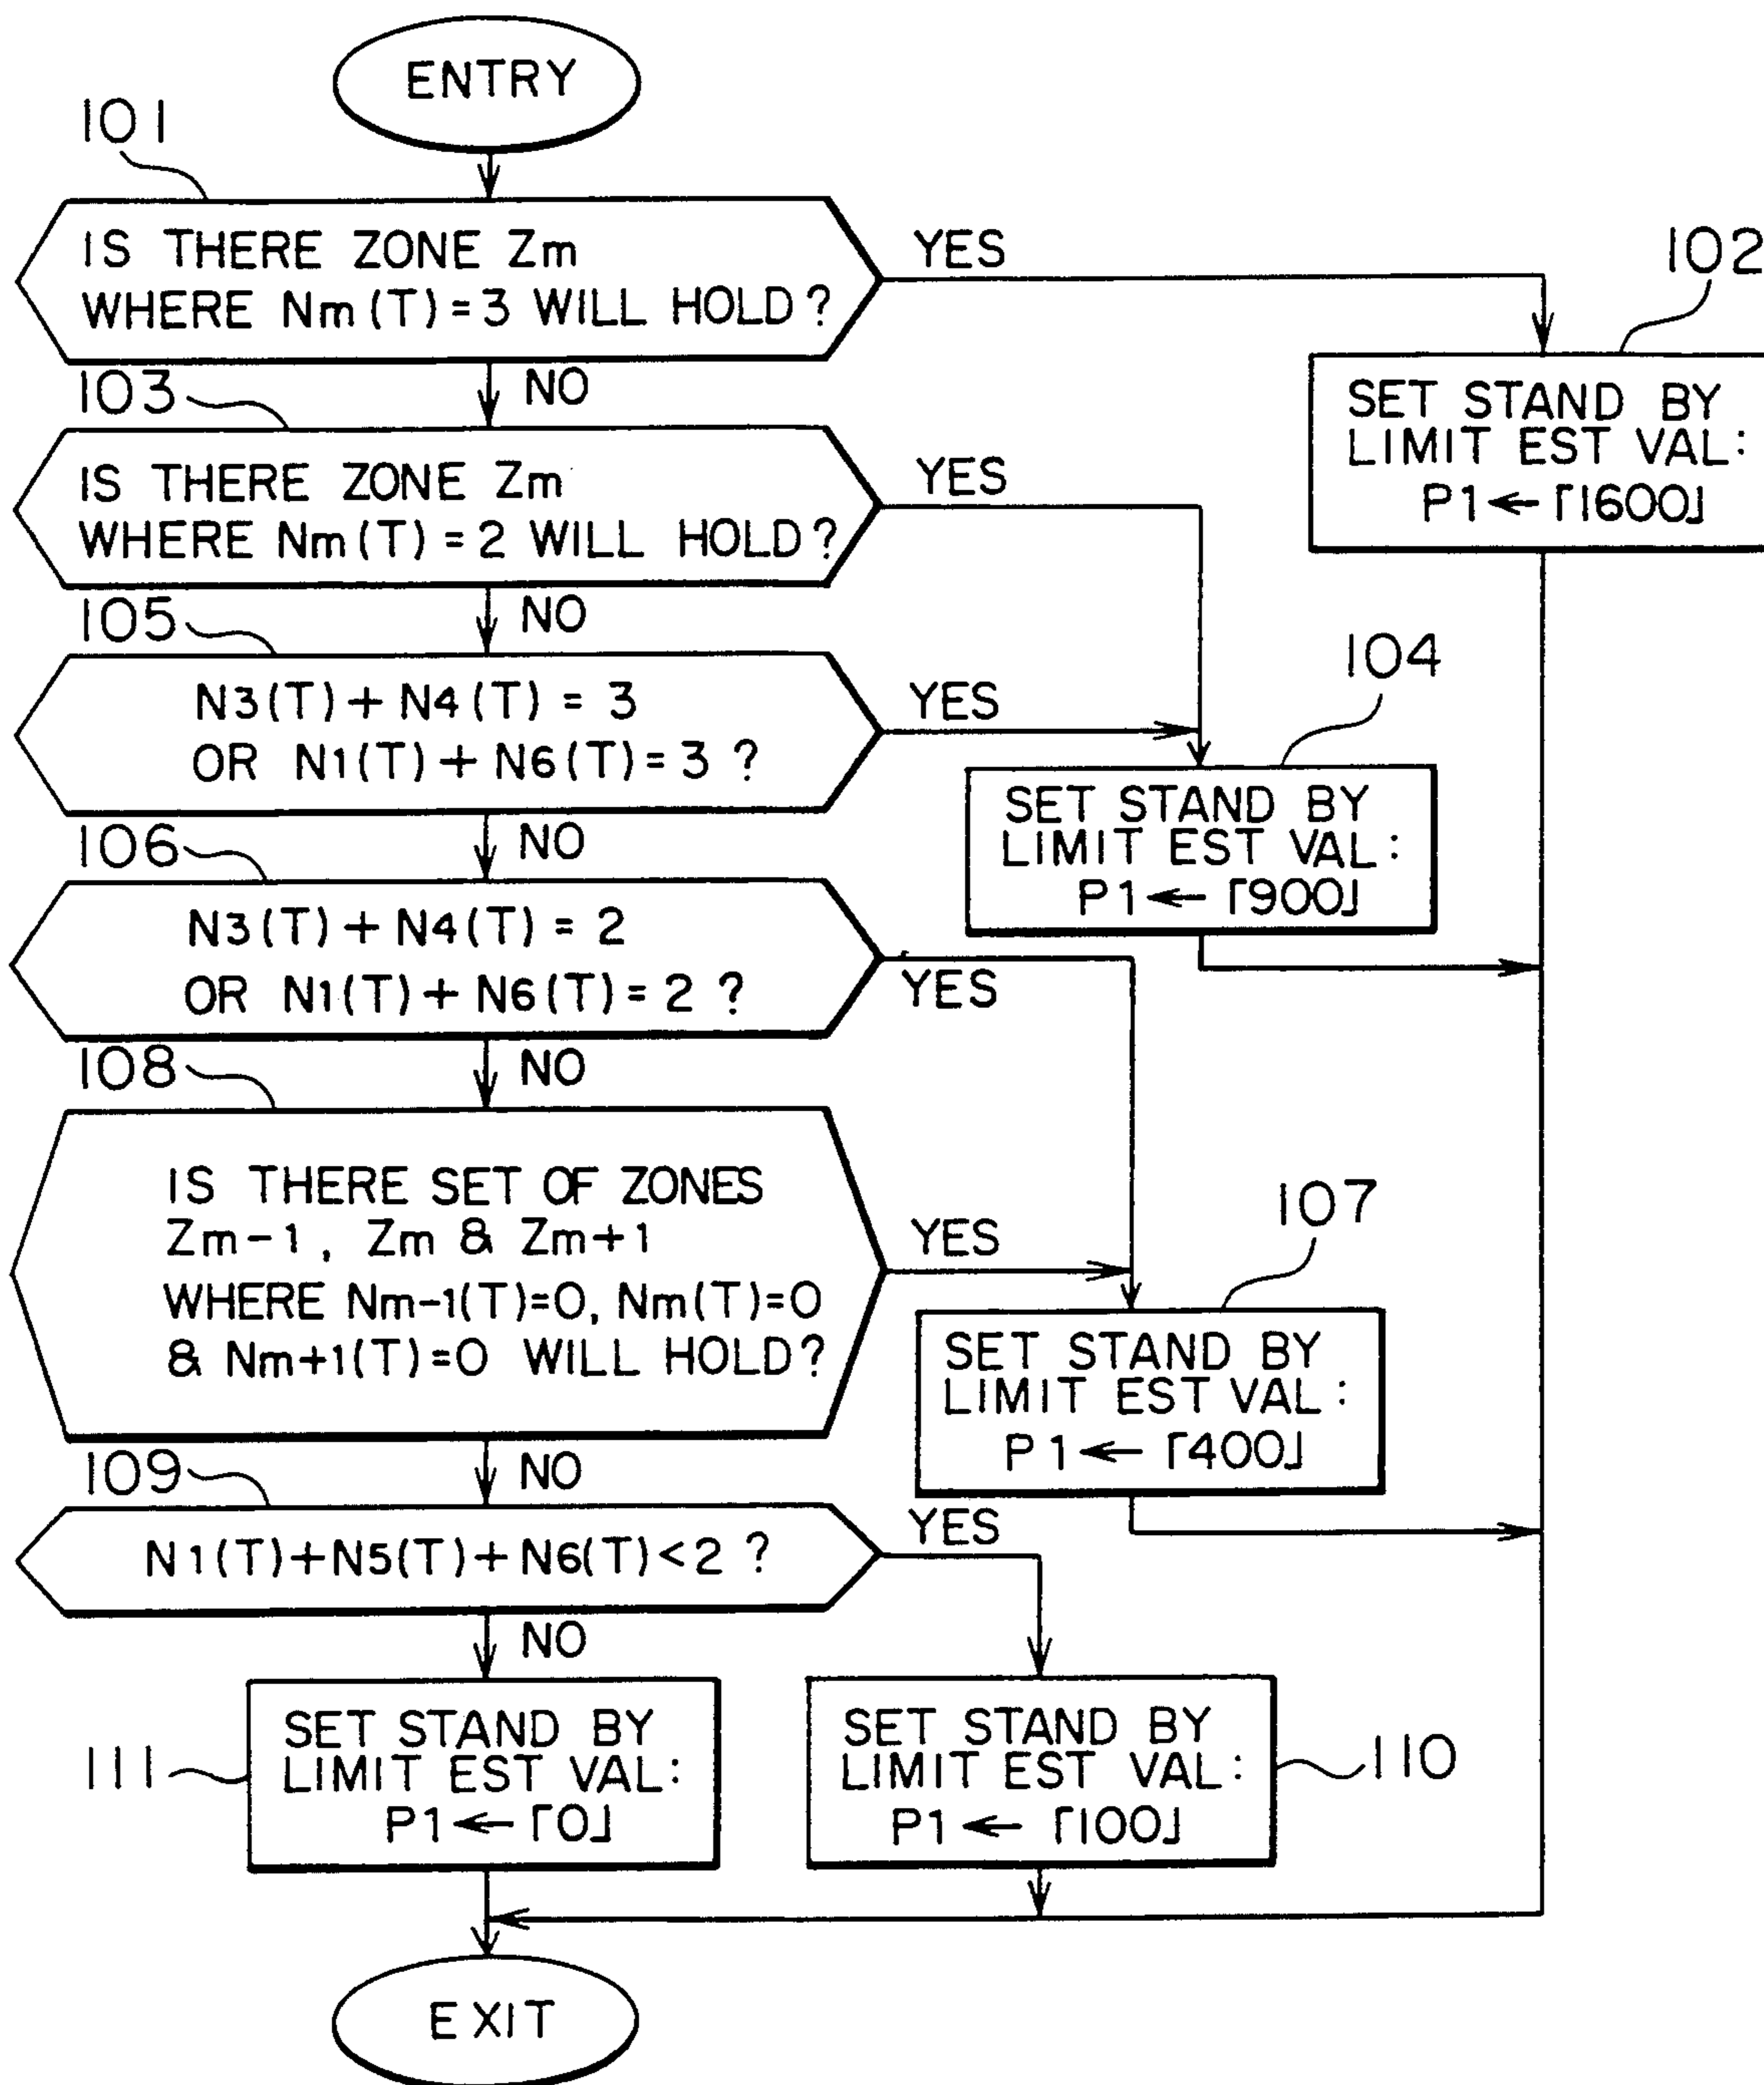 ENTRY
101
IS THERE ZONE Zm
WHERE Nm(T)=3 WILL HOLD?
YES
102
SET STAND BY
LIMIT EST VAL:
P1←「1600」
NO
103
IS THERE ZONE Zm
WHERE Nm(T)=2 WILL HOLD?
YES
NO
105
N3(T)+N4(T)=3
OR N1(T)+N6(T)=3?
YES
104
SET STAND BY
LIMIT EST VAL:
P1←「900」
NO
106
N3(T)+N4(T)=2
OR N1(T)+N6(T)=2?
YES
NO
108
IS THERE SET OF ZONES
Zm-1, Zm & Zm+1
WHERE Nm-1(T)=0, Nm(T)=0
& Nm+1(T)=0 WILL HOLD?
YES
107
SET STAND BY
LIMIT EST VAL:
P1←「400」
NO
109
N1(T)+N5(T)+N6(T)<2?
YES
NO
111
SET STAND BY
LIMIT EST VAL:
P1←「0」
SET STAND BY
LIMIT EST VAL:
P1←「100」
110
EXIT